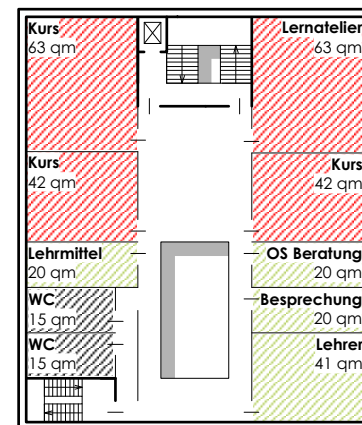 Kurs
63 qm
Lernatelier
63 qm
Kurs
42 qm
Kurs
42 qm
Lehrmittel
20 qm
OS Beratung
20 qm
WC
15 qm
Besprechung
20 qm
WC
15 qm
Lehrer
41 qm